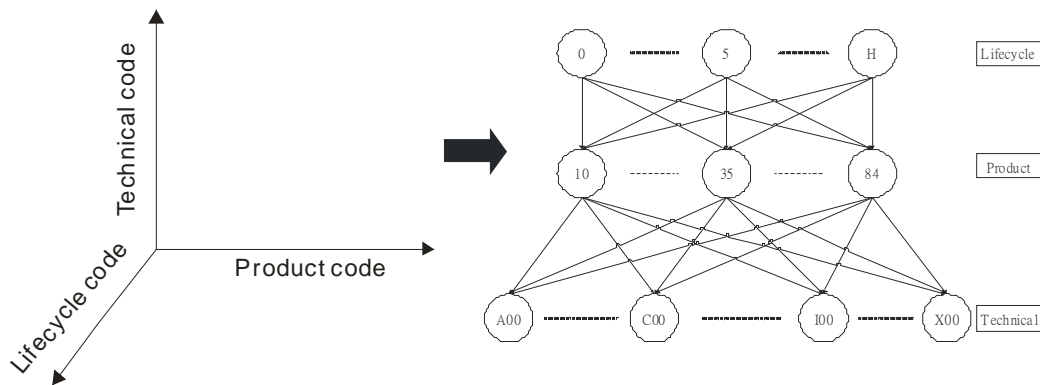 Technical code
Lifecycle code
Product code
0
5
H
Lifecycle
10
35
84
Product
A00
C00
I00
X00
Technical